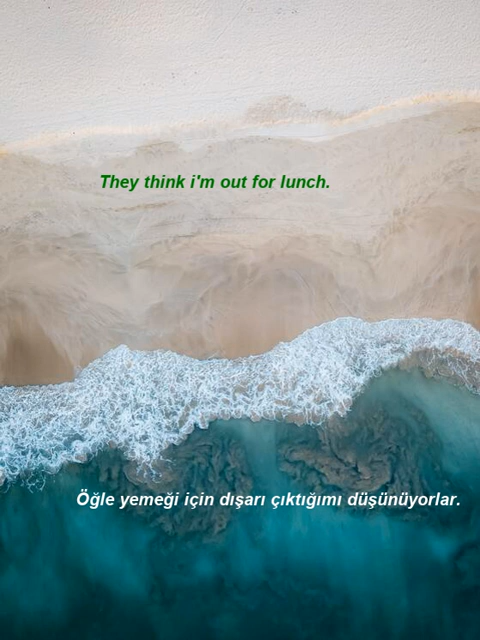 They think i'm out for lunch.
Öğle yemeği için dışarı çıktığımı düşünüyorlar.